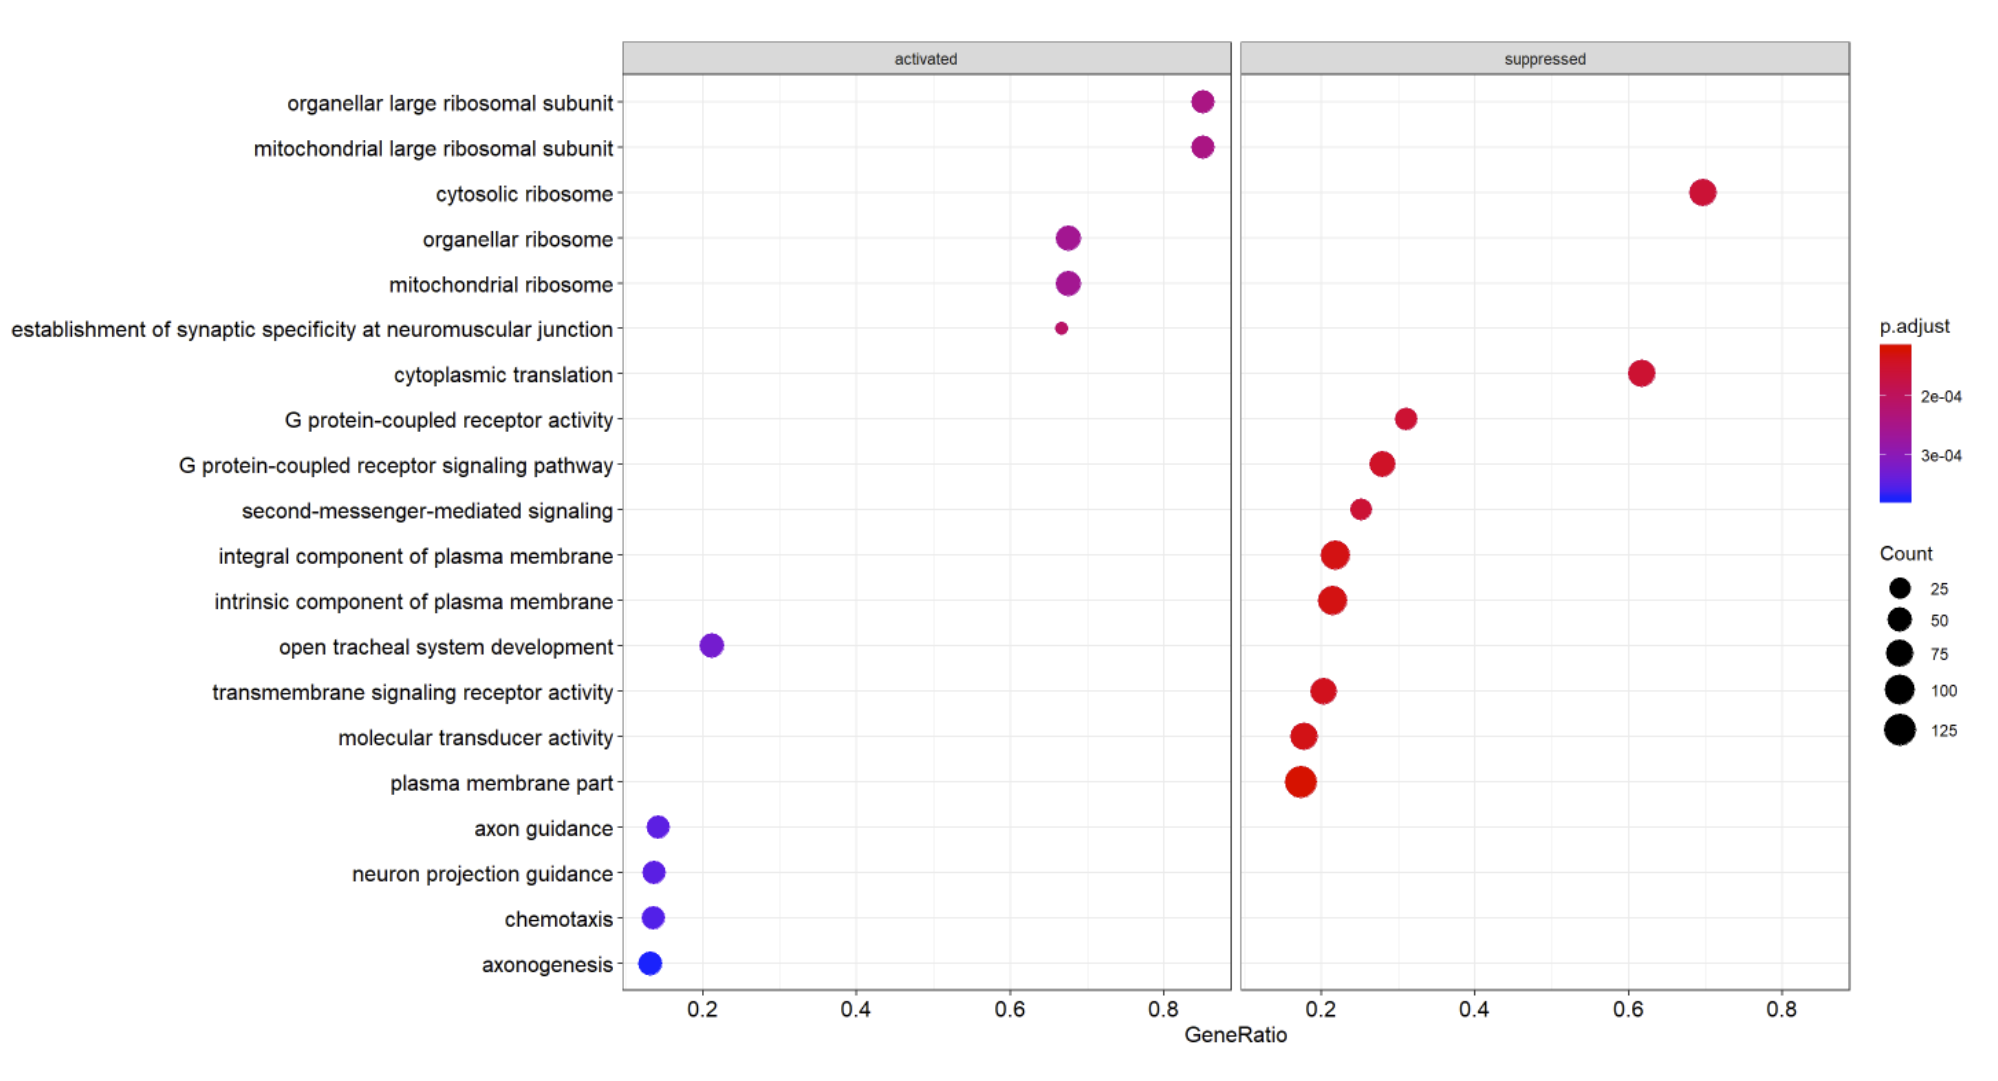 activated
suppressed
organellar large ribosomal subunit
mitochondrial large ribosomal subunit
cytosolic ribosome
organellar ribosome
mitochondrial ribosome
establishment of synaptic specificity at neuromuscular junction
cytoplasmic translation
G protein-coupled receptor activity
G protein-coupled receptor signaling pathway
second-messenger-mediated signaling
integral component of plasma membrane
intrinsic component of plasma membrane
open tracheal system development
transmembrane signaling receptor activity
molecular transducer activity
plasma membrane part
axon guidance
neuron projection guidance
chemotaxis
axonogenesis
0.2 0.4 0.6 0.8 0.2 0.4 0.6 0.8
GeneRatio
p.adjust
2e-04
3e-04
Count
25
50
75
100
125